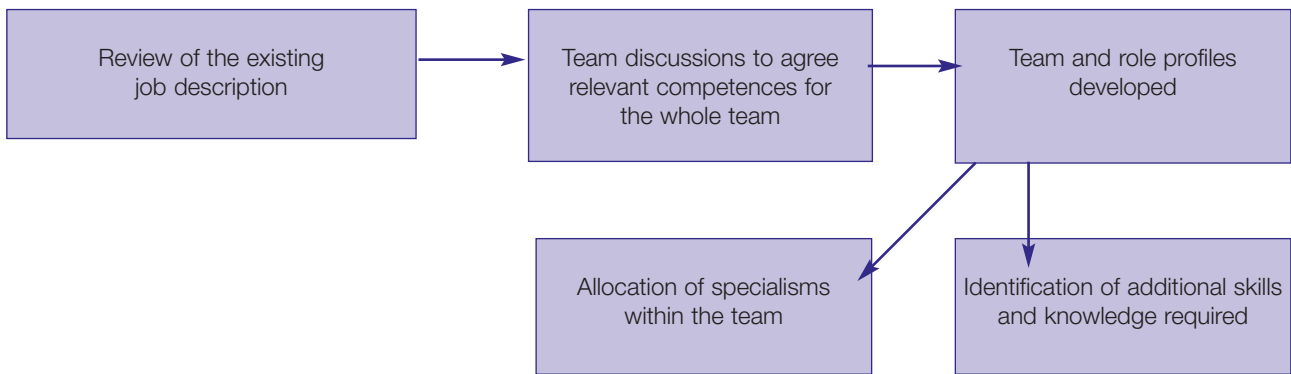 Review of the existing
job description
Team discussions to agree
relevant competences for
the whole team
Team and role profiles
developed
Allocation of specialisms
within the team
Identification of additional skills
and knowledge required